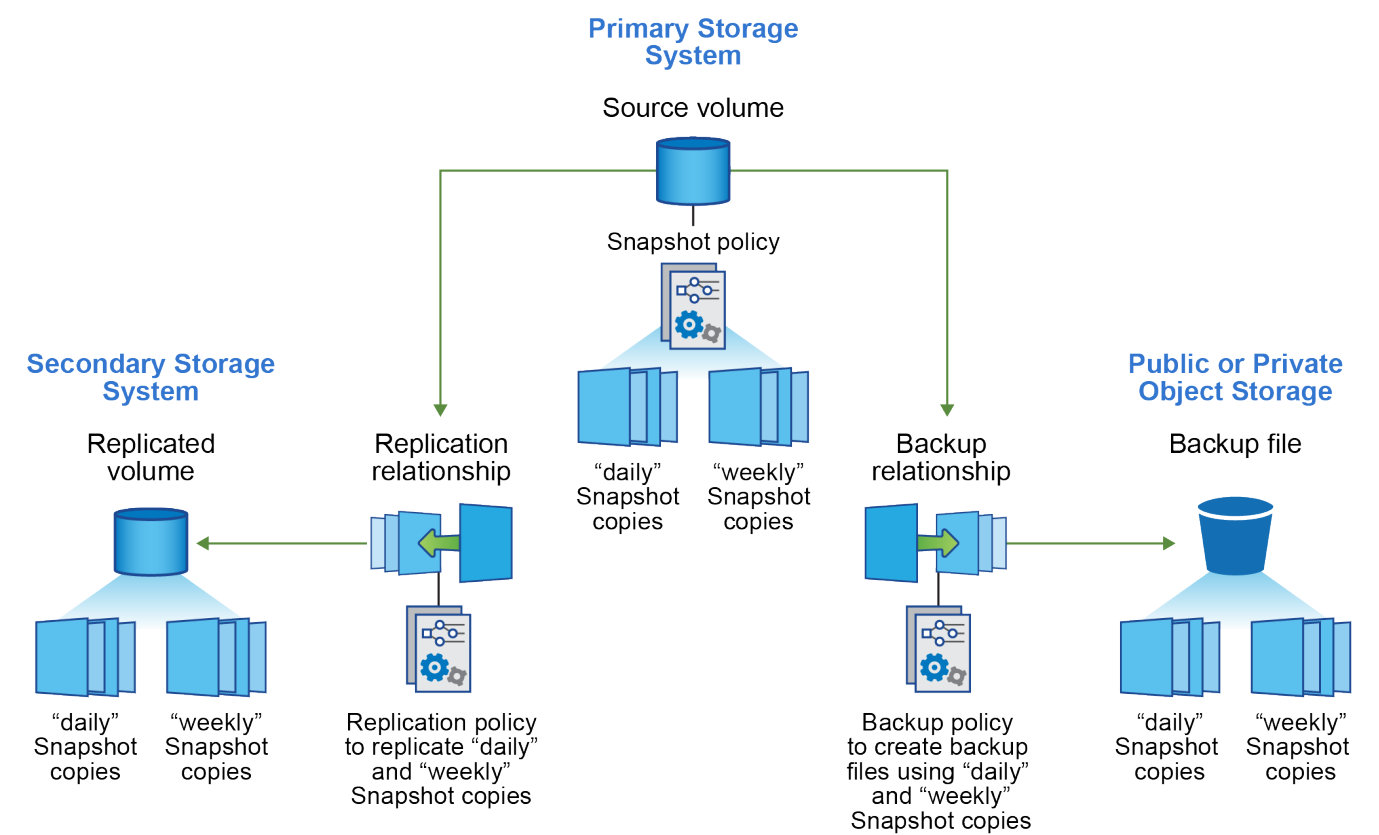 Primary Storage
System
Source volume
Snapshot policy
“daily”
Snapshot
copies
“weekly”
Snapshot
copies
Secondary Storage
System
Replicated
volume
“daily”
Snapshot
copies
“weekly”
Snapshot
copies
Replication
relationship
Replication policy
to replicate “daily”
and “weekly”
Snapshot copies
Backup
relationship
Backup policy
to create backup
files using “daily”
and “weekly”
Snapshot copies
Public or Private
Object Storage
Backup file
“daily”
Snapshot
copies
“weekly”
Snapshot
copies